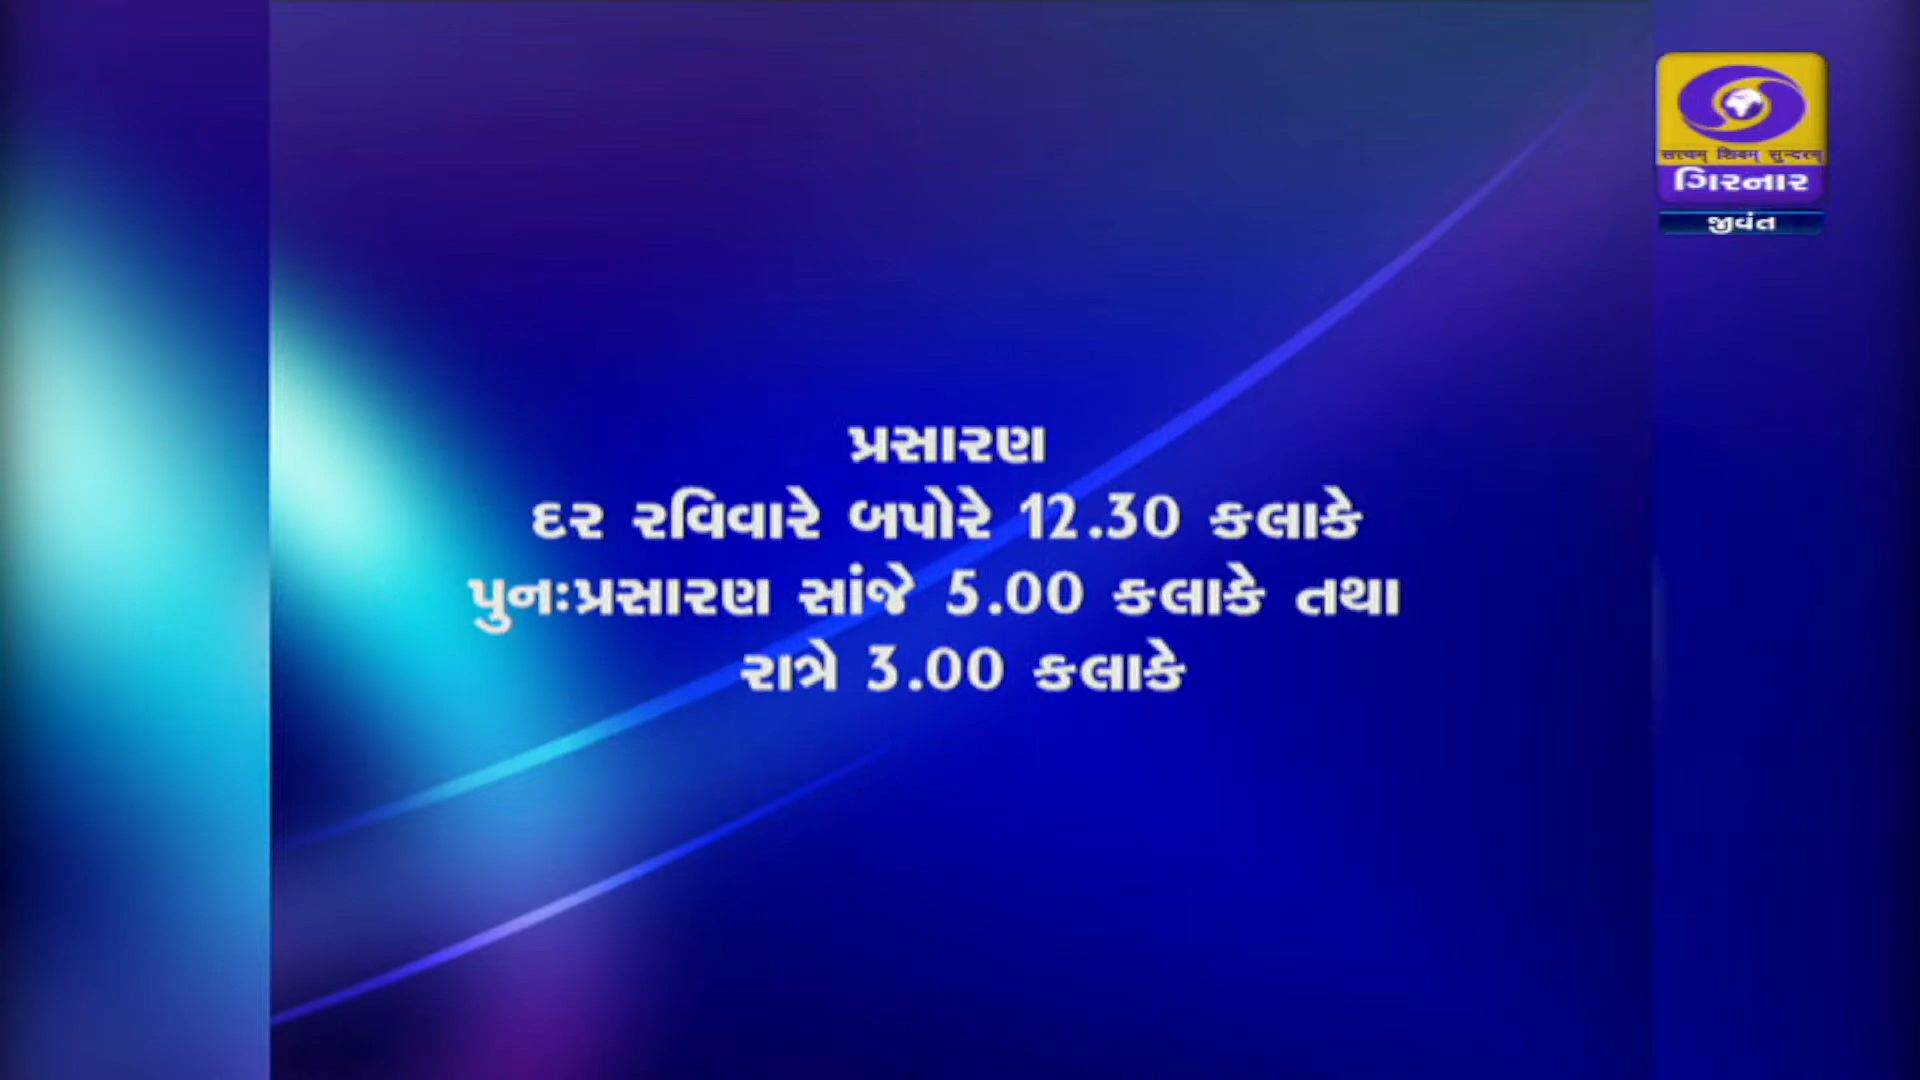 સત્યમ્ શિવમ્ સુન્દરમ્
ગિરનાર
જીવંત
પ્રસારણ
દર રવિવારે બપોરે 12.30 કલાકે
પુનઃપ્રસારણ સાંજે 5.00 કલાકે તથા
રાત્રે 3.00 કલાકે